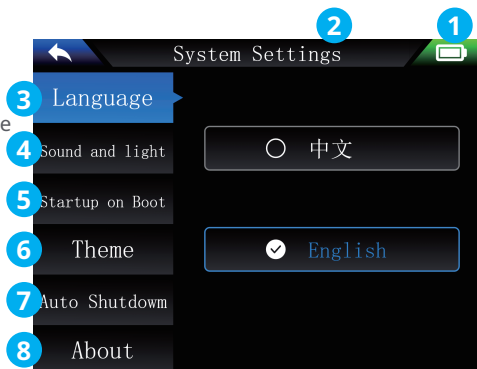 2
1
System Settings
3
Language
e
4
Sound and light
中文
5
Startup on Boot
6
Theme
English
7
Auto Shutdowm
8
About